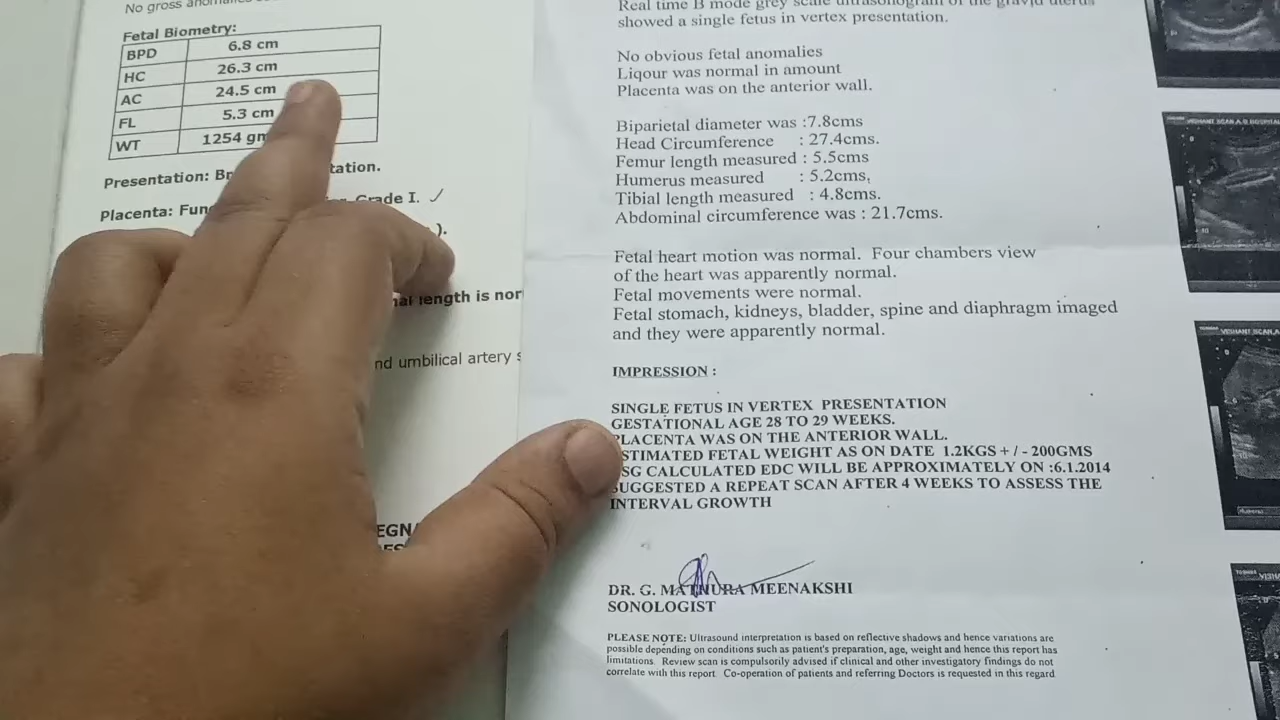 No gross
Fetal Biometry:
BPD 6.8 cm
HC 26.3 cm
AC 24.5 cm
FL 5.3 cm
WT 1254 gm
Presentation:
Placenta: Grade I.
).
length is nor
nd umbilical artery s
Real time B mode grey scale ultrasonogram of the gravid uterus
showed a single fetus in vertex presentation.
No obvious fetal anomalies
Liqour was normal in amount
Placenta was on the anterior wall.
Biparietal diameter was :7.8cms
Head Circumference : 27.4cms.
Femur length measured : 5.5cms
Humerus measured : 5.2cms,
Tibial length measured : 4.8cms.
Abdominal circumference was : 21.7cms.
Fetal heart motion was normal. Four chambers view
of the heart was apparently normal.
Fetal movements were normal.
Fetal stomach, kidneys, bladder, spine and diaphragm imaged
and they were apparently normal.
IMPRESSION :
SINGLE FETUS IN VERTEX PRESENTATION
GESTATIONAL AGE 28 TO 29 WEEKS.
PLACENTA WAS ON THE ANTERIOR WALL.
ESTIMATED FETAL WEIGHT AS ON DATE 1.2KGS + / - 200GMS
SG CALCULATED EDC WILL BE APPROXIMATELY ON :6.1.2014
SUGGESTED A REPEAT SCAN AFTER 4 WEEKS TO ASSESS THE
INTERVAL GROWTH
DR. G. MATHURA MEENAKSHI
SONOLOGIST
PLEASE NOTE: Ultrasound interpretation is based on reflective shadows and hence variations are
possible depending on conditions such as patient's preparation, age, weight and hence this report has
limitations. Review scan is compulsorily advised if clinical and other investigatory findings do not
correlate with this report. Co-operation of patients and referring Doctors is requested in this regard